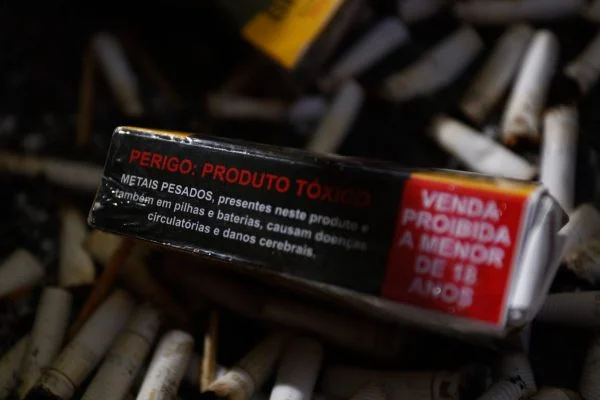 PERIGO: PRODUTO TÓXICO
METAIS PESADOS, presentes neste produto e
também em pilhas e baterias, causam doenças
circulatórias e danos cerebrais.
VENDA
PROIBIDA
A MENOR
DE 18
ANOS